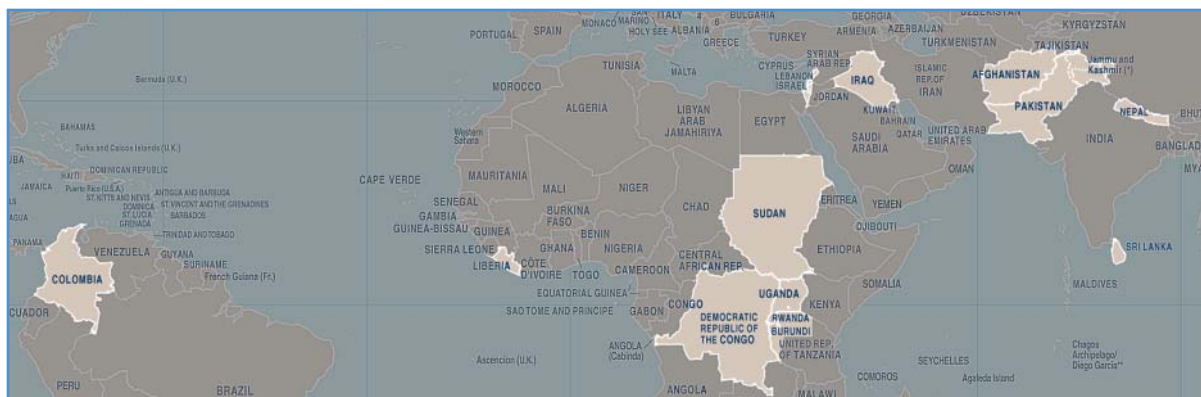 PORTUGAL
SPAIN
MONACO
SAN
MARINO
HOLY SEE
ITALY
ALBANIA
BULGARIA
GREECE
TURKEY
GEORGIA
ARMENIA
AZERBAIJAN
UZBEKISTAN
TURKMENISTAN
KYRGYZSTAN
TAJIKISTAN
Bermuda (U.K.)
TUNISIA
MALTA
CYPRUS
LEBANON
ISRAEL
SYRIAN
ARAB REP.
IRAQ
ISLAMIC
REP. OF
IRAN
AFGHANISTAN
Jammu and
Kashmir (*)
MOROCCO
ALGERIA
LIBYAN
ARAB
JAMAHIRIYA
EGYPT
JORDAN
KUWAIT
BAHRAIN
QATAR
PAKISTAN
NEPAL
BHUT
BAHAMAS
Turks and Caicos Islands (U.K.)
Western
Sahara
SAUDI
ARABIA
UNITED ARAB
EMIRATES
OMAN
INDIA
BANGLAD
MYA
UBA
HAITI
DOMINICAN REPUBLIC
JAMAICA
Puerto Rico (U.S.A.)
ST. KITTS AND NEVIS
ANTIGUA AND BARBUDA
DOMINICA
ST. VINCENT AND THE GRENADINES
ST. LUCIA
BARBADOS
GRENADA
AGUA
TRINIDAD AND TOBAGO
CAPE VERDE
MAURITANIA
MALI
NIGER
CHAD
SUDAN
ERITREA
YEMEN
SENEGAL
GAMBIA
GUINEA-BISSAU
GUINEA
BURKINA
FASO
BENIN
NIGERIA
DJIBOUTI
PANAMA
VENEZUELA
GUYANA
SURINAME
French Guiana (Fr.)
COLOMBIA
SIERRA LEONE
LIBERIA
CÔTE
D'IVOIRE
GHANA
TOGO
CAMEROON
CENTRAL
AFRICAN REP.
ETHIOPIA
SOMALIA
SRI LANKA
MALDIVES
CUADOR
EQUATORIAL GUINEA
SAO TOME AND PRINCIPE
GABON
CONGO
DEMOCRATIC
REPUBLIC OF
THE CONGO
UGANDA
KENYA
RWANDA
BURUNDI
UNITED REP.
OF TANZANIA
ANGOLA
(Cabinda)
Ascencion (U.K.)
SEYCHELLES
Chagos
Archipelago/
Diego Garcia**
PERU
BRAZIL
ANGOLA
MALAWI
COMOROS
Agaleda Island